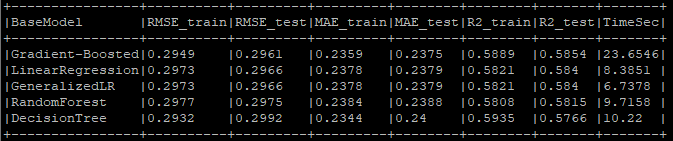 +----------------+----------+---------+---------+--------+--------+-------+-------+
|BaseModel       |RMSE_train|RMSE_test|MAE_train|MAE_test|R2_train|R2_test|TimeSec|
+----------------+----------+---------+---------+--------+--------+-------+-------+
|Gradient-Boosted|0.2949    |0.2961   |0.2359   |0.2375  |0.5889  |0.5854 |23.6546|
|LinearRegression|0.2973    |0.2966   |0.2378   |0.2379  |0.5821  |0.584  |8.3851 |
|GeneralizedLR   |0.2973    |0.2966   |0.2378   |0.2379  |0.5821  |0.584  |6.7378 |
|RandomForest    |0.2977    |0.2975   |0.2384   |0.2388  |0.5808  |0.5815 |9.7158 |
|DecisionTree    |0.2932    |0.2992   |0.2344   |0.24    |0.5935  |0.5766 |10.22  |
+----------------+----------+---------+---------+--------+--------+-------+-------+